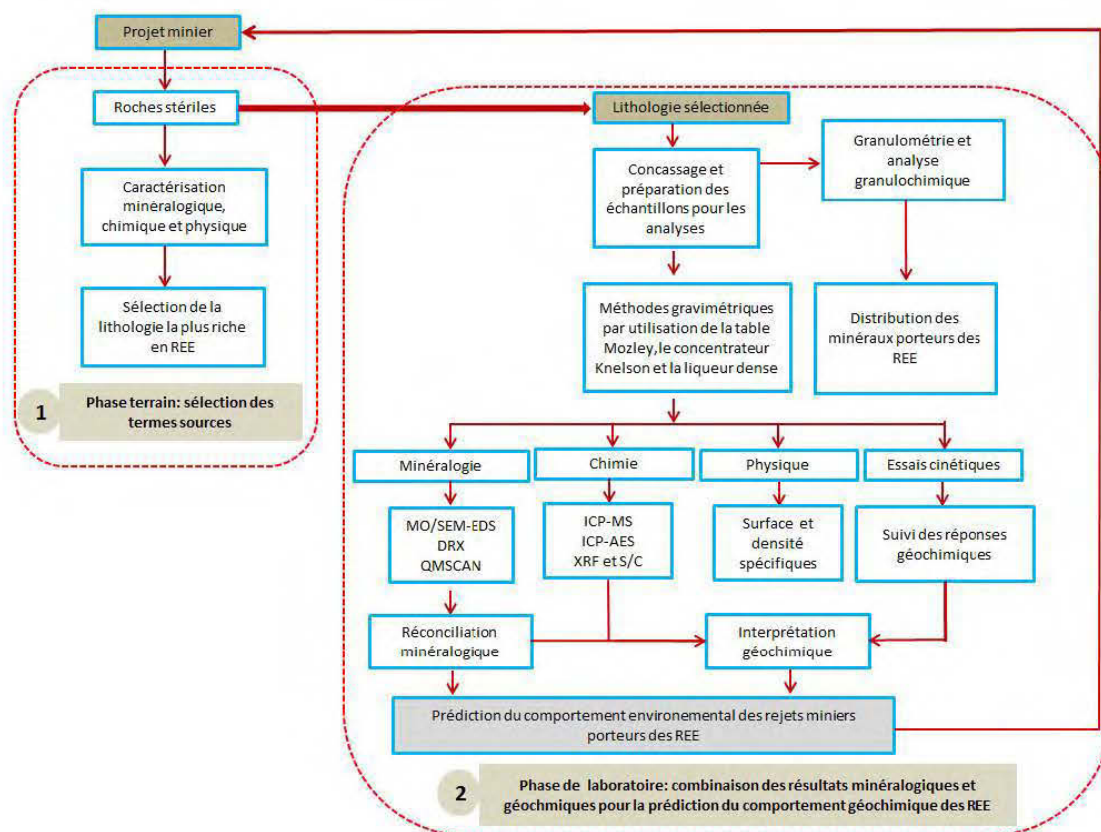 Projet minier
Roches stériles
Caractérisation
minéralogique,
chimique et physique
Sélection de la
lithologie la plus riche
en REE
1
Phase terrain: sélection des
termes sources
Lithologie sélectionnée
Concassage et
préparation des
échantillons pour les
analyses
Granulométrie et
analyse
granulochimique
Méthodes gravimétriques
par utilisation de la table
Mozley,le concentrateur
Knelson et la liqueur dense
Distribution des
minéraux porteurs des
REE
Minéralogie
Chimie
Physique
Essais cinétiques
MO/SEM-EDS
DRX
QMSCAN
ICP-MS
ICP-AES
XRF et S/C
Surface et
densité
spécifiques
Suivi des réponses
géochimiques
Réconciliation
minéralogique
Interprétation
géochimique
Prédiction du comportement environemental des rejets miniers
porteurs des REE
2
Phase de laboratoire: combinaison des résultats minéralogiques et
géochmiques pour la prédiction du comportement géochimique des REE